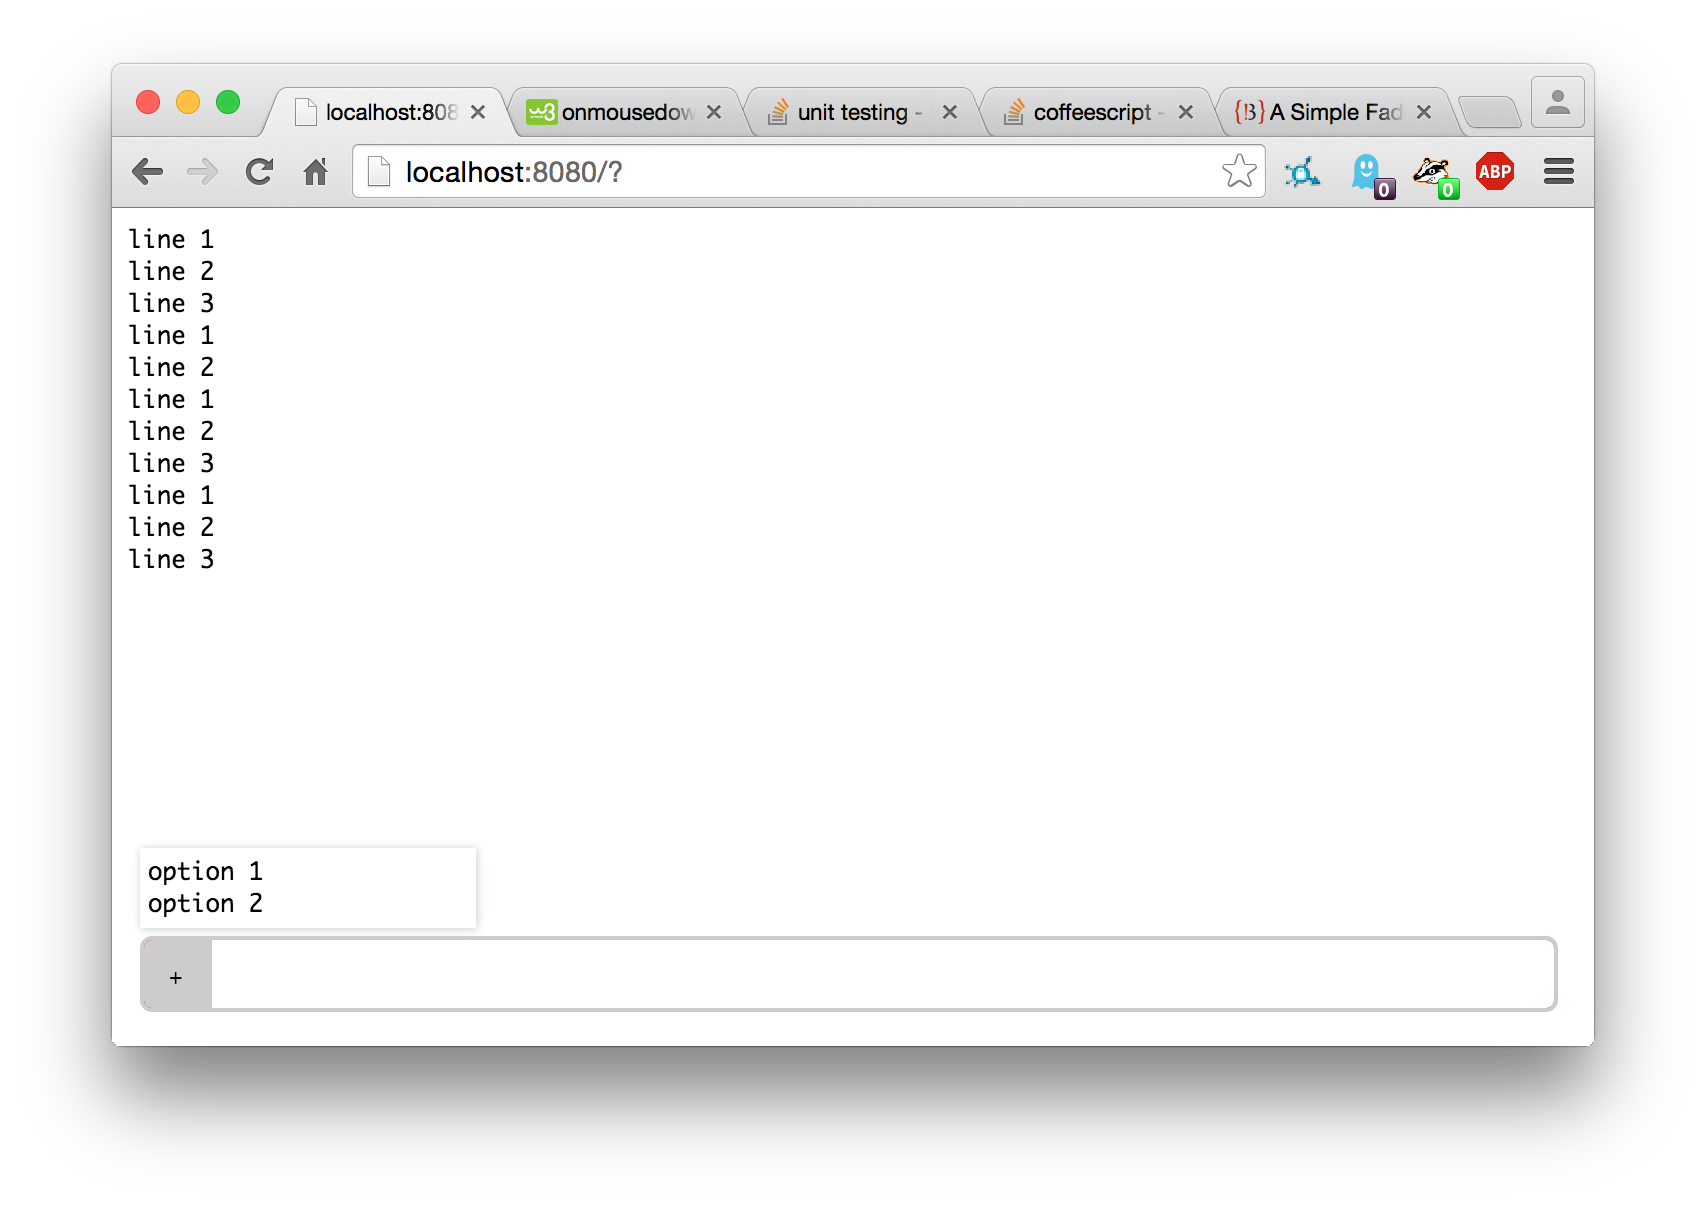 localhost:808
w3 onmousedow
unit testing -
coffeescript -
{B} A Simple Fad
localhost:8080/?
0
0
ABP
line 1
line 2
line 3
line 1
line 2
line 1
line 2
line 3
line 1
line 2
line 3
option 1
option 2
+